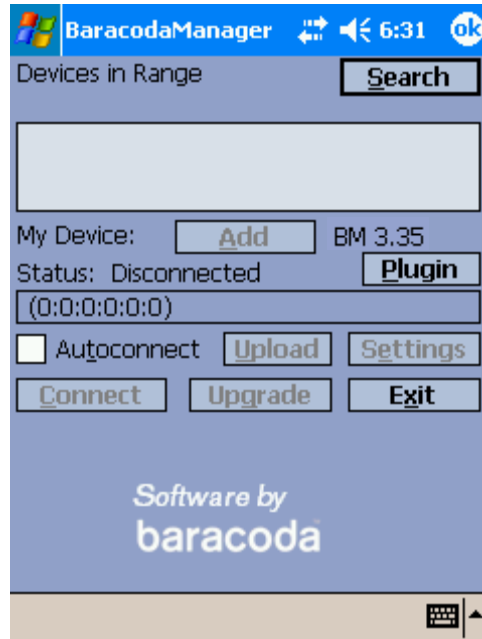 BaracodaManager 6:31 ok
Devices in Range Search
My Device: Add BM 3.35
Status: Disconnected Plugin
(0:0:0:0:0:0)
Autoconnect Upload Settings
Connect Upgrade Exit
Software by
baracoda